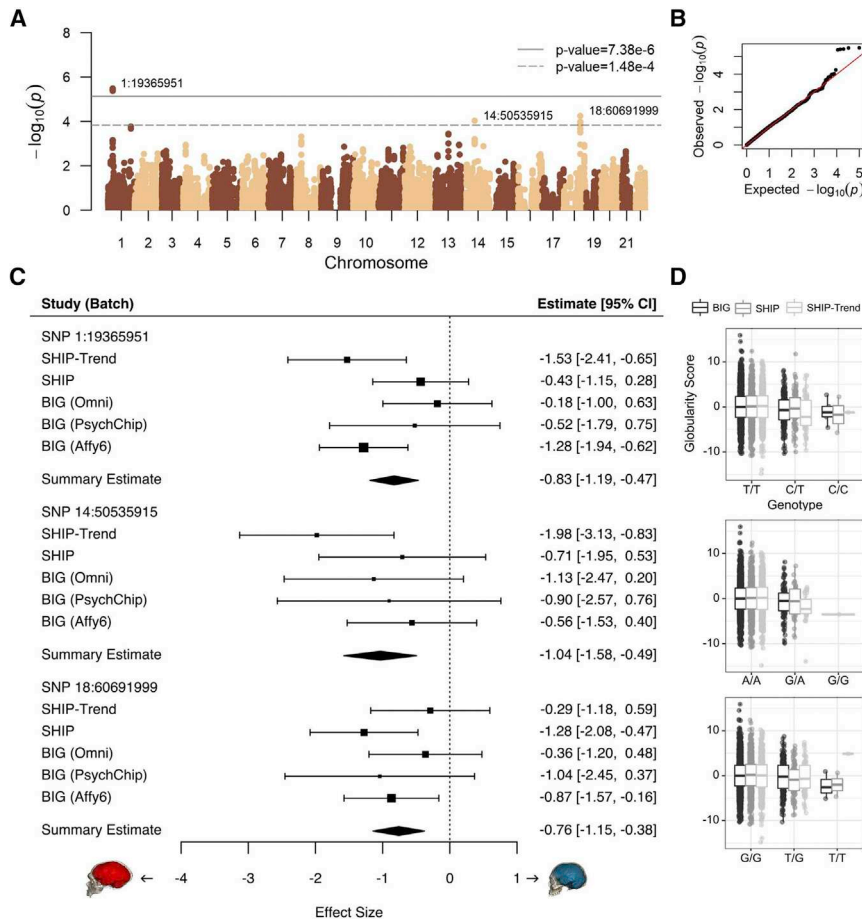 A
− log10(p)
8
6
4
2
0
1:19365951
14:50535915
18:60691999
p-value=7.38e-6
p-value=1.48e-4
1 2 3 4 5 6 7 8 9 10 12 13 14 15 17 19 21
Chromosome
B
Observed −log10(p)
4
2
0
0 1 2 3 4 5
Expected −log10(p)
C
Study (Batch) Estimate [95% CI]
SNP 1:19365951
SHIP-Trend -1.53 [-2.41, -0.65]
SHIP -0.43 [-1.15, 0.28]
BIG (Omni) -0.18 [-1.00, 0.63]
BIG (PsychChip) -0.52 [-1.79, 0.75]
BIG (Affy6) -1.28 [-1.94, -0.62]
Summary Estimate -0.83 [-1.19, -0.47]
SNP 14:50535915
SHIP-Trend -1.98 [-3.13, -0.83]
SHIP -0.71 [-1.95, 0.53]
BIG (Omni) -1.13 [-2.47, 0.20]
BIG (PsychChip) -0.90 [-2.57, 0.76]
BIG (Affy6) -0.56 [-1.53, 0.40]
Summary Estimate -1.04 [-1.58, -0.49]
SNP 18:60691999
SHIP-Trend -0.29 [-1.18, 0.59]
SHIP -1.28 [-2.08, -0.47]
BIG (Omni) -0.36 [-1.20, 0.48]
BIG (PsychChip) -1.04 [-2.45, 0.37]
BIG (Affy6) -0.87 [-1.57, -0.16]
Summary Estimate -0.76 [-1.15, -0.38]
← -4 -3 -2 -1 0 1 →
Effect Size
D
BIG SHIP SHIP-Trend
Globularity Score
10
0
-10
T/T C/T C/C
Genotype
10
0
-10
A/A G/A G/G
10
0
-10
G/G T/G T/T